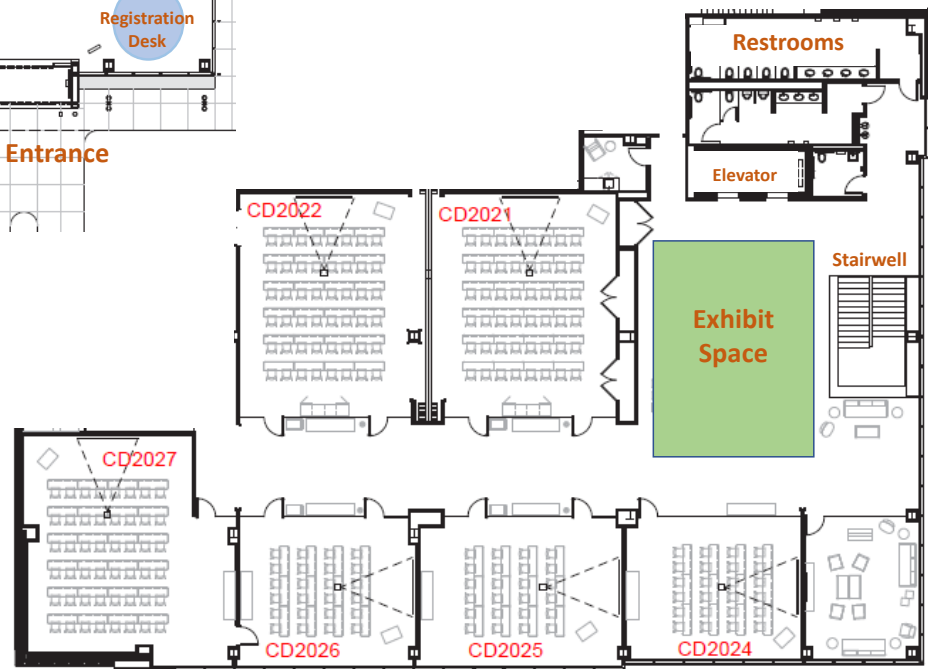 Registration
Desk
Restrooms
Entrance
Elevator
CD2022
CD2021
Stairwell
Exhibit
Space
CD2027
CD2026
CD2025
CD2024